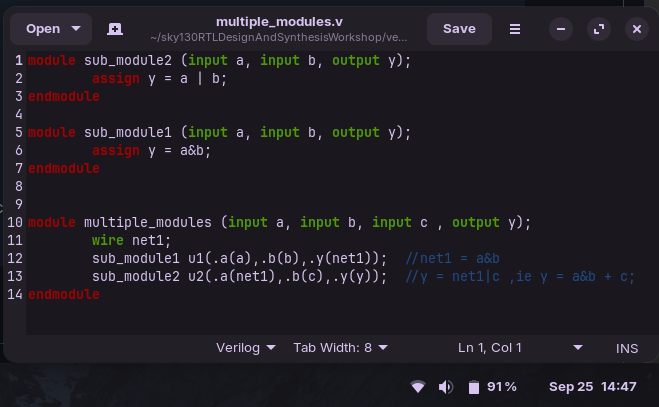 Open
multiple_modules.v
~/sky130RTLDesignAndSynthesisWorkshop/ve...
Save
1 module sub_module2 (input a, input b, output y);
2         assign y = a | b;
3 endmodule
4
5 module sub_module1 (input a, input b, output y);
6         assign y = a&b;
7 endmodule
8
9
10 module multiple_modules (input a, input b, input c , output y);
11         wire net1;
12         sub_module1 u1(.a(a),.b(b),.y(net1));  //net1 = a&b
13         sub_module2 u2(.a(net1),.b(c),.y(y));  //y = net1|c ,ie y = a&b + c;
14 endmodule
Verilog
Tab Width: 8
Ln 1, Col 1
INS
91 %
Sep 25  14:47